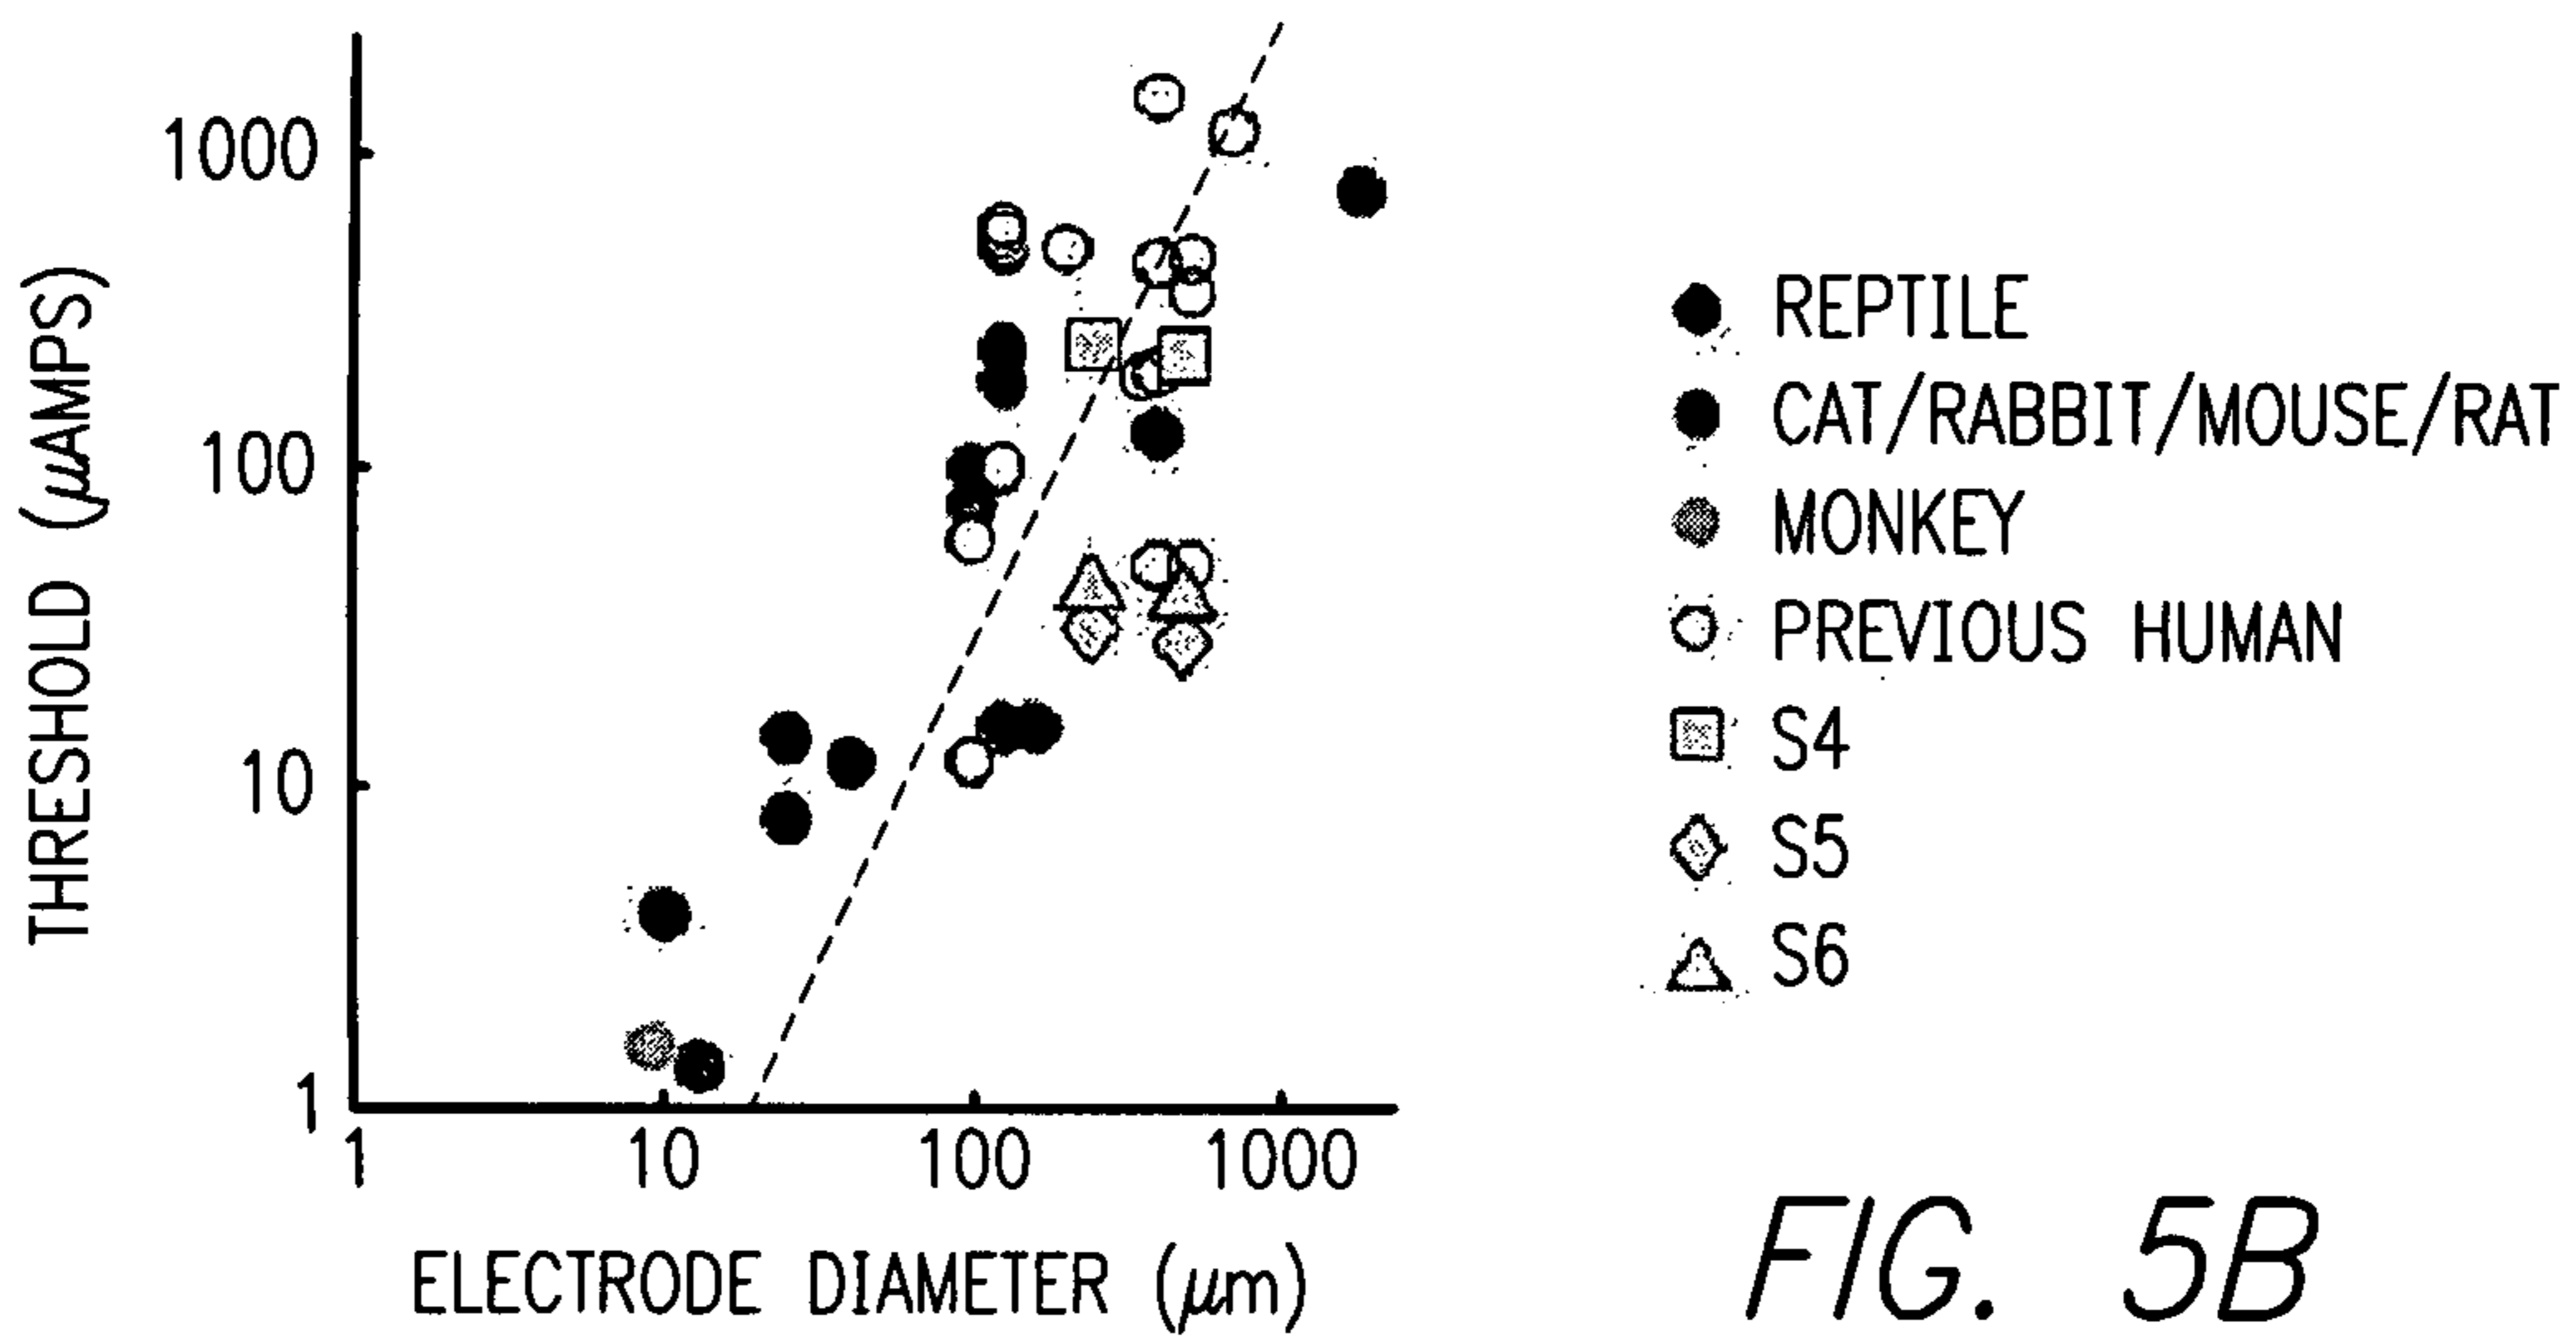 THRESHOLD (μAMPS)
1000
100
10
1
1 10 100 1000
ELECTRODE DIAMETER (μm)
REPTILE
CAT/RABBIT/MOUSE/RAT
MONKEY
PREVIOUS HUMAN
S4
S5
S6
FIG. 5B